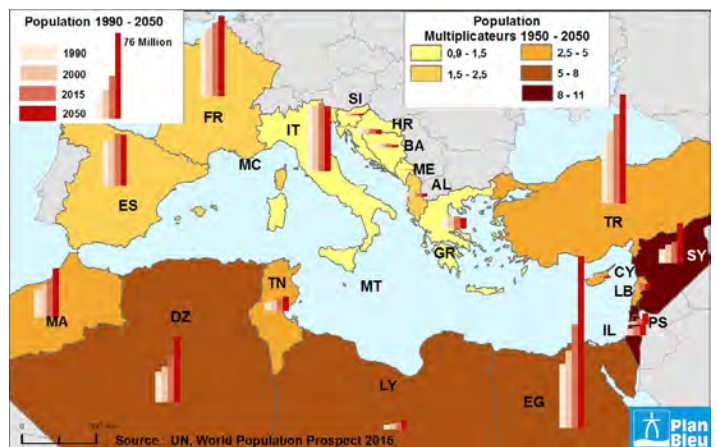 Population 1990 - 2050
1990
2000
2015
2050
76 Million
Population
Multiplicateurs 1950 - 2050
0,9 - 1,5
1,5 - 2,5
2,5 - 5
5 - 8
8 - 11
FR
IT
SI
HR
BA
ME
MC
AL
ES
GR
TR
MT
CY
SY
LB
IL
PS
MA
DZ
TN
LY
EG
Source : UN, World Population Prospect 2015
Plan
Bleu